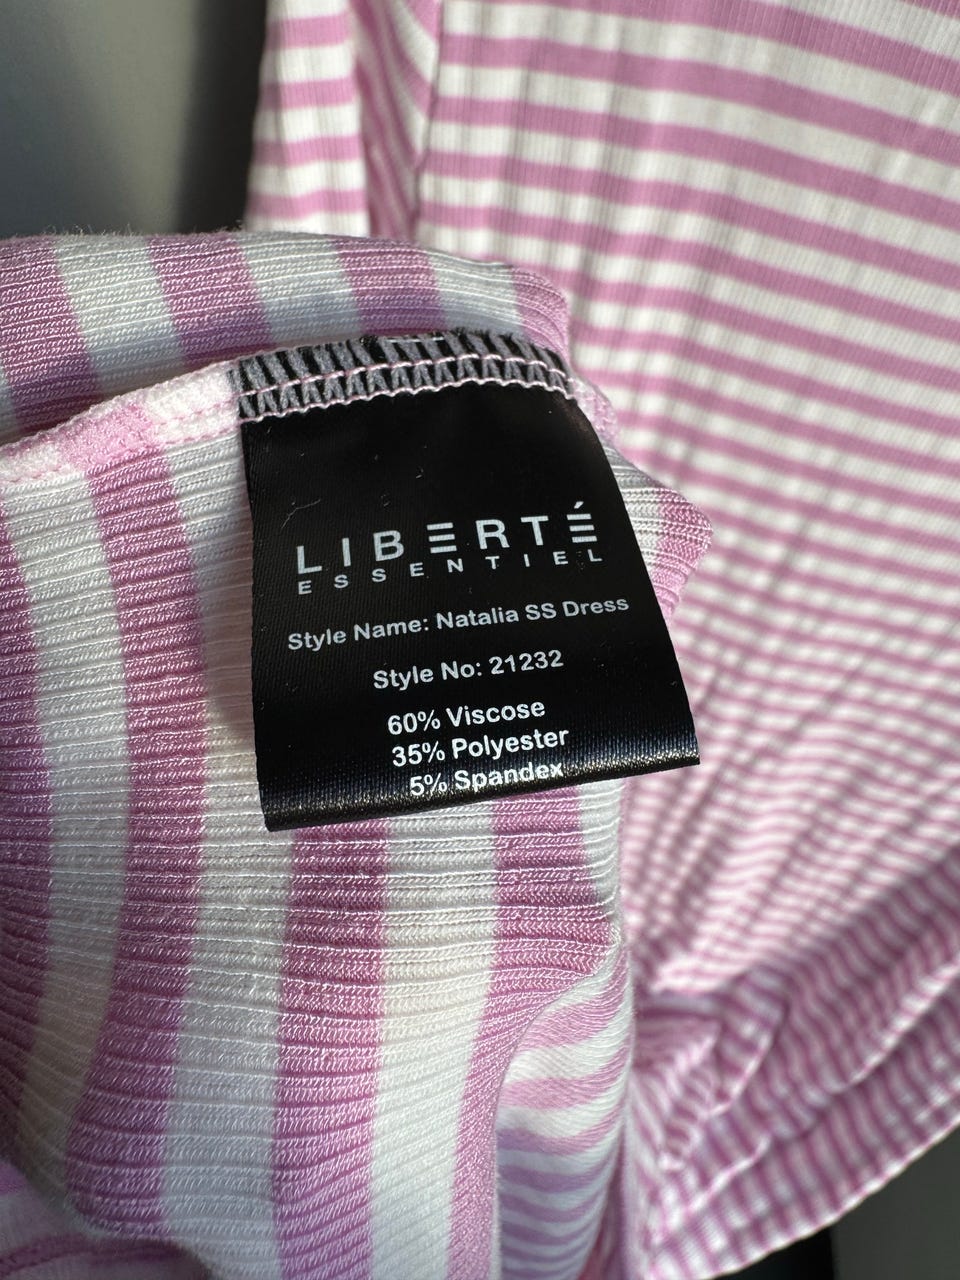 LIBERTÉ
ESSENTIEL
Style Name: Natalia SS Dress
Style No: 21232
60% Viscose
35% Polyester
5% Spandex